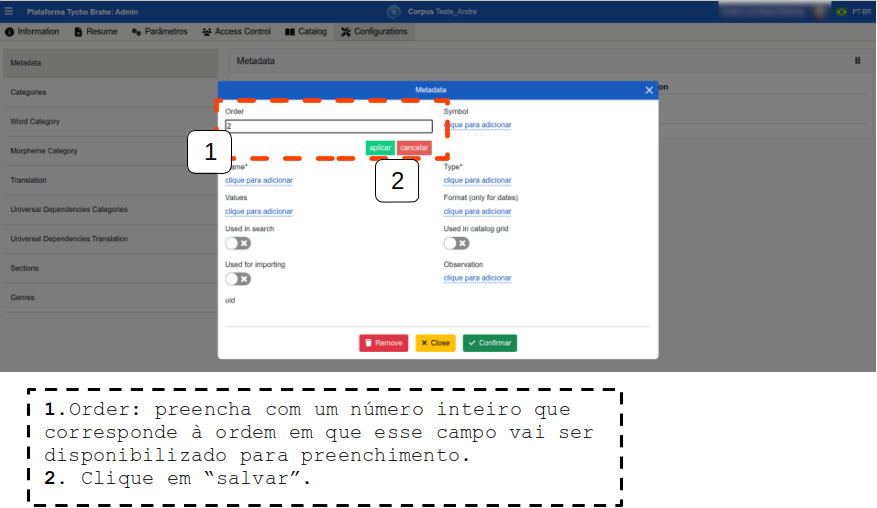 Plataforma Tycho Brahe: Admin
Corpus Teste_Andre
PT-BR
Information Resume Parâmetros Access Control Catalog Configurations
Metadata
Metadata
Categories
Word Category
Morpheme Category
Translation
Universal Dependencies Categories
Universal Dependencies Translation
Sections
Genres
on
Metadata
Order
Symbol
2
clique para adicionar
aplicar cancelar
1
2
ame*
Type*
clique para adicionar
clique para adicionar
Values
Format (only for dates)
clique para adicionar
clique para adicionar
Used in search
Used in catalog grid
Used for importing
Observation
clique para adicionar
uid
Remove
Close
Confirmar
1.Order: preencha com um número inteiro que
corresponde à ordem em que esse campo vai ser
disponibilizado para preenchimento.
2. Clique em “salvar”.